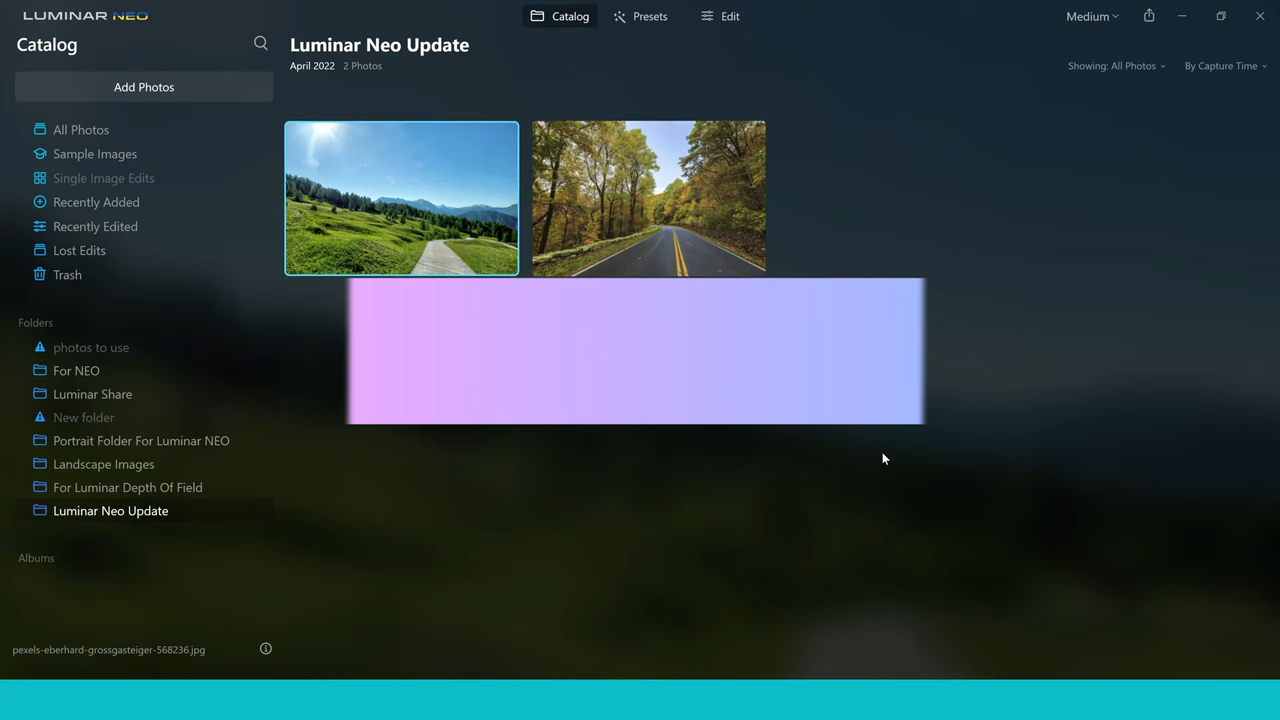 LUMINAR NEO
Catalog
Presets
Edit
Medium
Catalog
Add Photos
All Photos
Sample Images
Single Image Edits
Recently Added
Recently Edited
Lost Edits
Trash
Folders
photos to use
For NEO
Luminar Share
New folder
Portrait Folder For Luminar NEO
Landscape Images
For Luminar Depth Of Field
Luminar Neo Update
Albums
pexels-eberhard-grossgasteiger-568236.jpg
Luminar Neo Update
April 2022 2 Photos
Showing: All Photos
By Capture Time